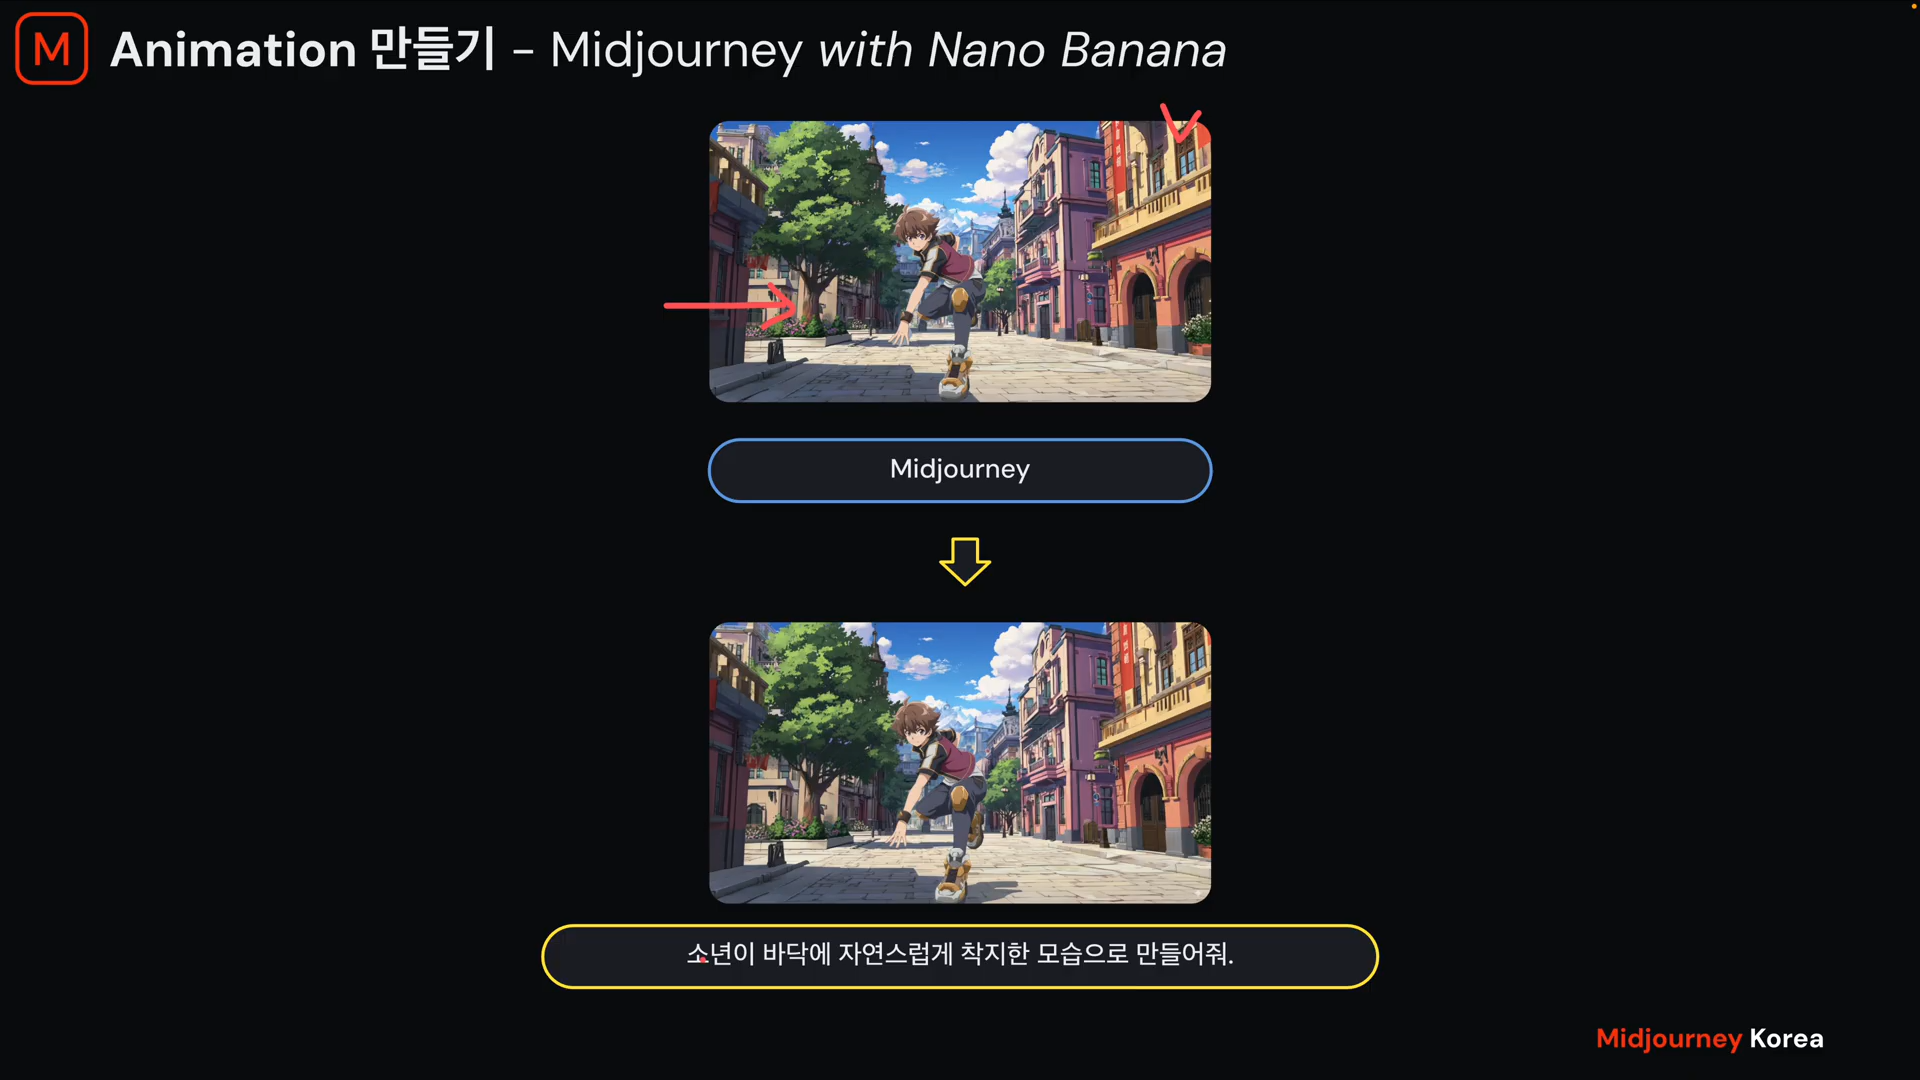 M
Animation 만들기 - Midjourney with Nano Banana
Midjourney
소년이 바닥에 자연스럽게 착지한 모습으로 만들어줘.
Midjourney Korea